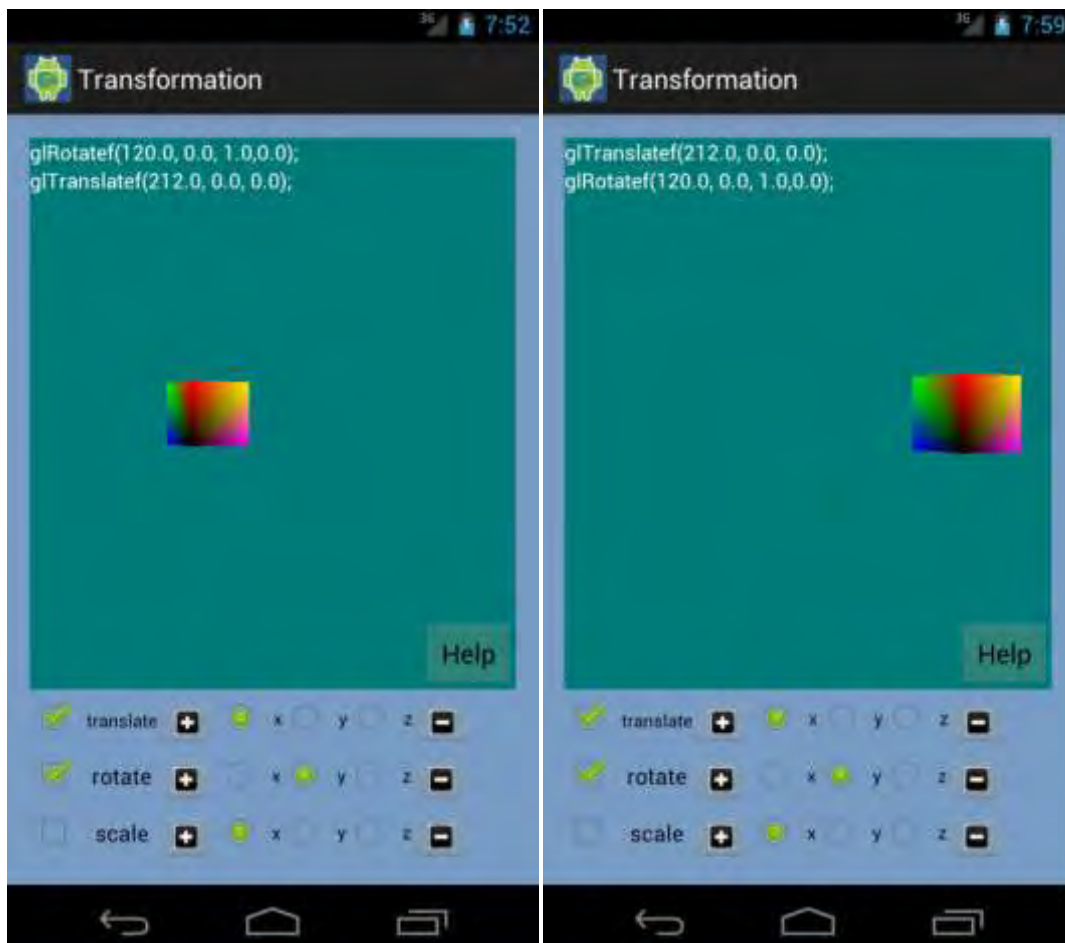 3G 7:52
Transformation
glRotatef(120.0, 0.0, 1.0,0.0);
glTranslatef(212.0, 0.0, 0.0);
Help
translate x y z
rotate x y z
scale x y z
3G 7:59
Transformation
glTranslatef(212.0, 0.0, 0.0);
glRotatef(120.0, 0.0, 1.0,0.0);
Help
translate x y z
rotate x y z
scale x y z